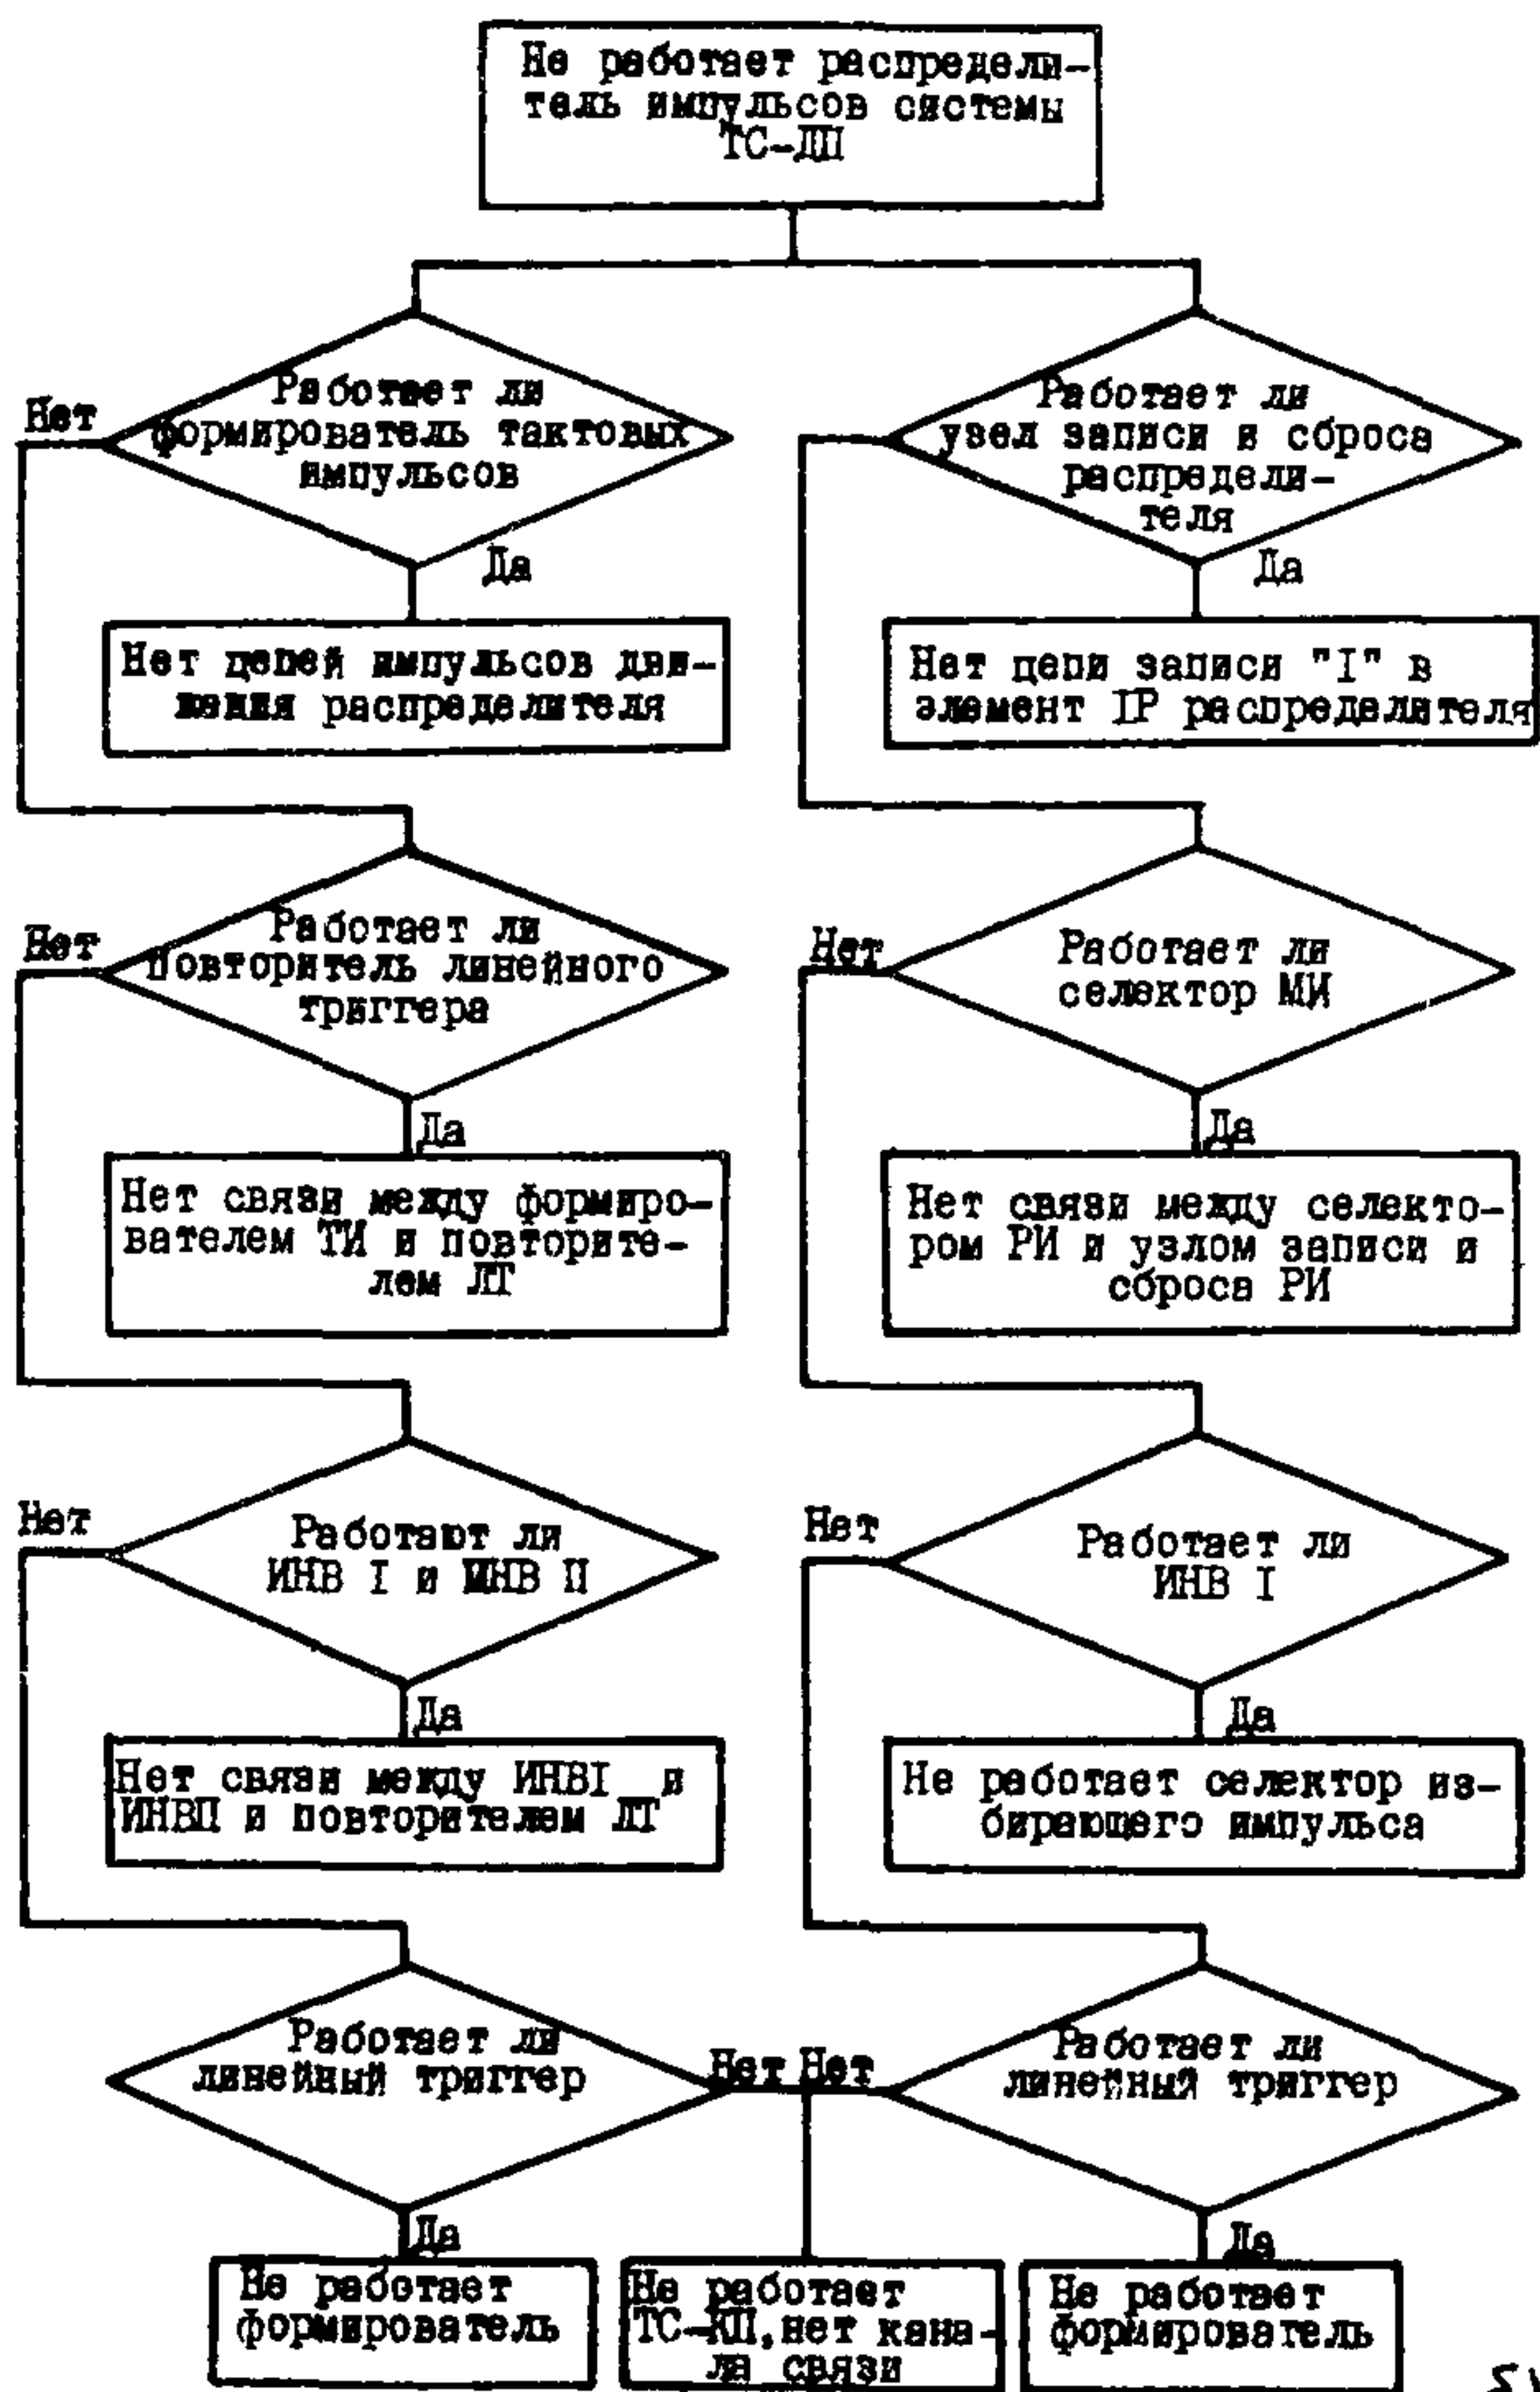 Не работает распредели-
тель импульсов системы
ТС-ДП
Работает ли
формирователь тактовых
импульсов
Нет
Да
Работает ли
узел записи и сброса
распредели-
теля
Да
Нет цепей импульсов дви-
жения распределителя
Нет цепи записи "I" в
элемент IР распределителя
Нет
Работает ли
повторитель линейного
триггера
Да
Нет
Работает ли
селектор МИ
Да
Нет связи между формиро-
вателем ТИ и повторите-
лем ЛТ
Нет связи между селекто-
ром РИ и узлом записи и
сброса РИ
Нет
Работают ли
ИНВ I и ИНВ П
Да
Нет
Работает ли
ИНВ I
Да
Нет связи между ИНВI и
ИНВП и повторителем ЛТ
Не работает селектор из-
бирающего импульса
Работает ли
линейный триггер
Нет Нет
Да
Работает ли
линейный триггер
Да
Не работает
формирователь
Не работает
ТС-КП, нет кана-
ла связи
Не работает
формирователь